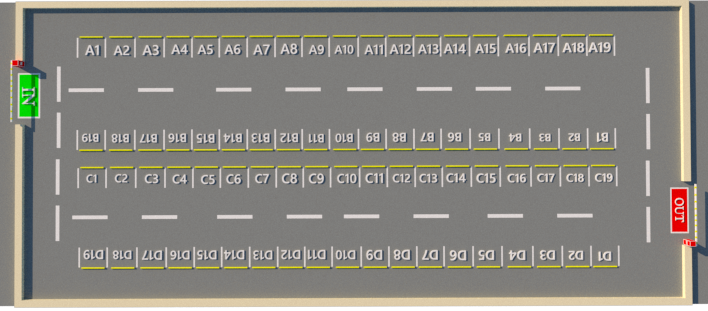 A1 A2 A3 A4 A5 A6 A7 A8 A9 A10 A11 A12 A13 A14 A15 A16 A17 A18 A19
IN
B19 B18 B17 B16 B15 B14 B13 B12 B11 B10 B9 B8 B7 B6 B5 B4 B3 B2 B1
C1 C2 C3 C4 C5 C6 C7 C8 C9 C10 C11 C12 C13 C14 C15 C16 C17 C18 C19
OUT
D19 D18 D17 D16 D15 D14 D13 D12 D11 D10 D9 D8 D7 D6 D5 D4 D3 D2 D1